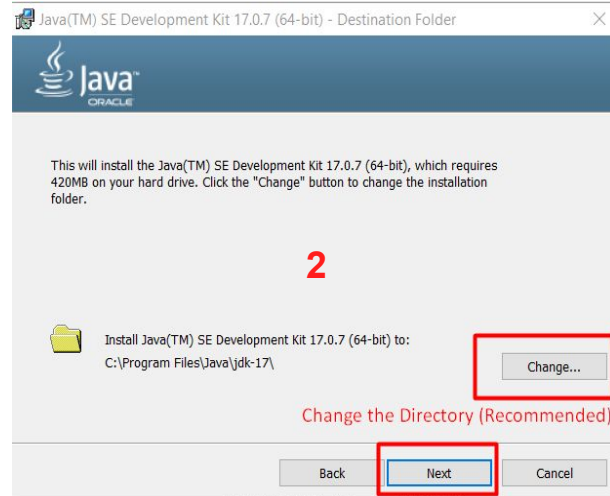 Java(TM) SE Development Kit 17.0.7 (64-bit) - Destination Folder
Java™
ORACLE
This will install the Java(TM) SE Development Kit 17.0.7 (64-bit), which requires
420MB on your hard drive. Click the "Change" button to change the installation
folder.
2
Install Java(TM) SE Development Kit 17.0.7 (64-bit) to:
C:\Program Files\Java\jdk-17\
Change...
Change the Directory (Recommended)
Back Next Cancel